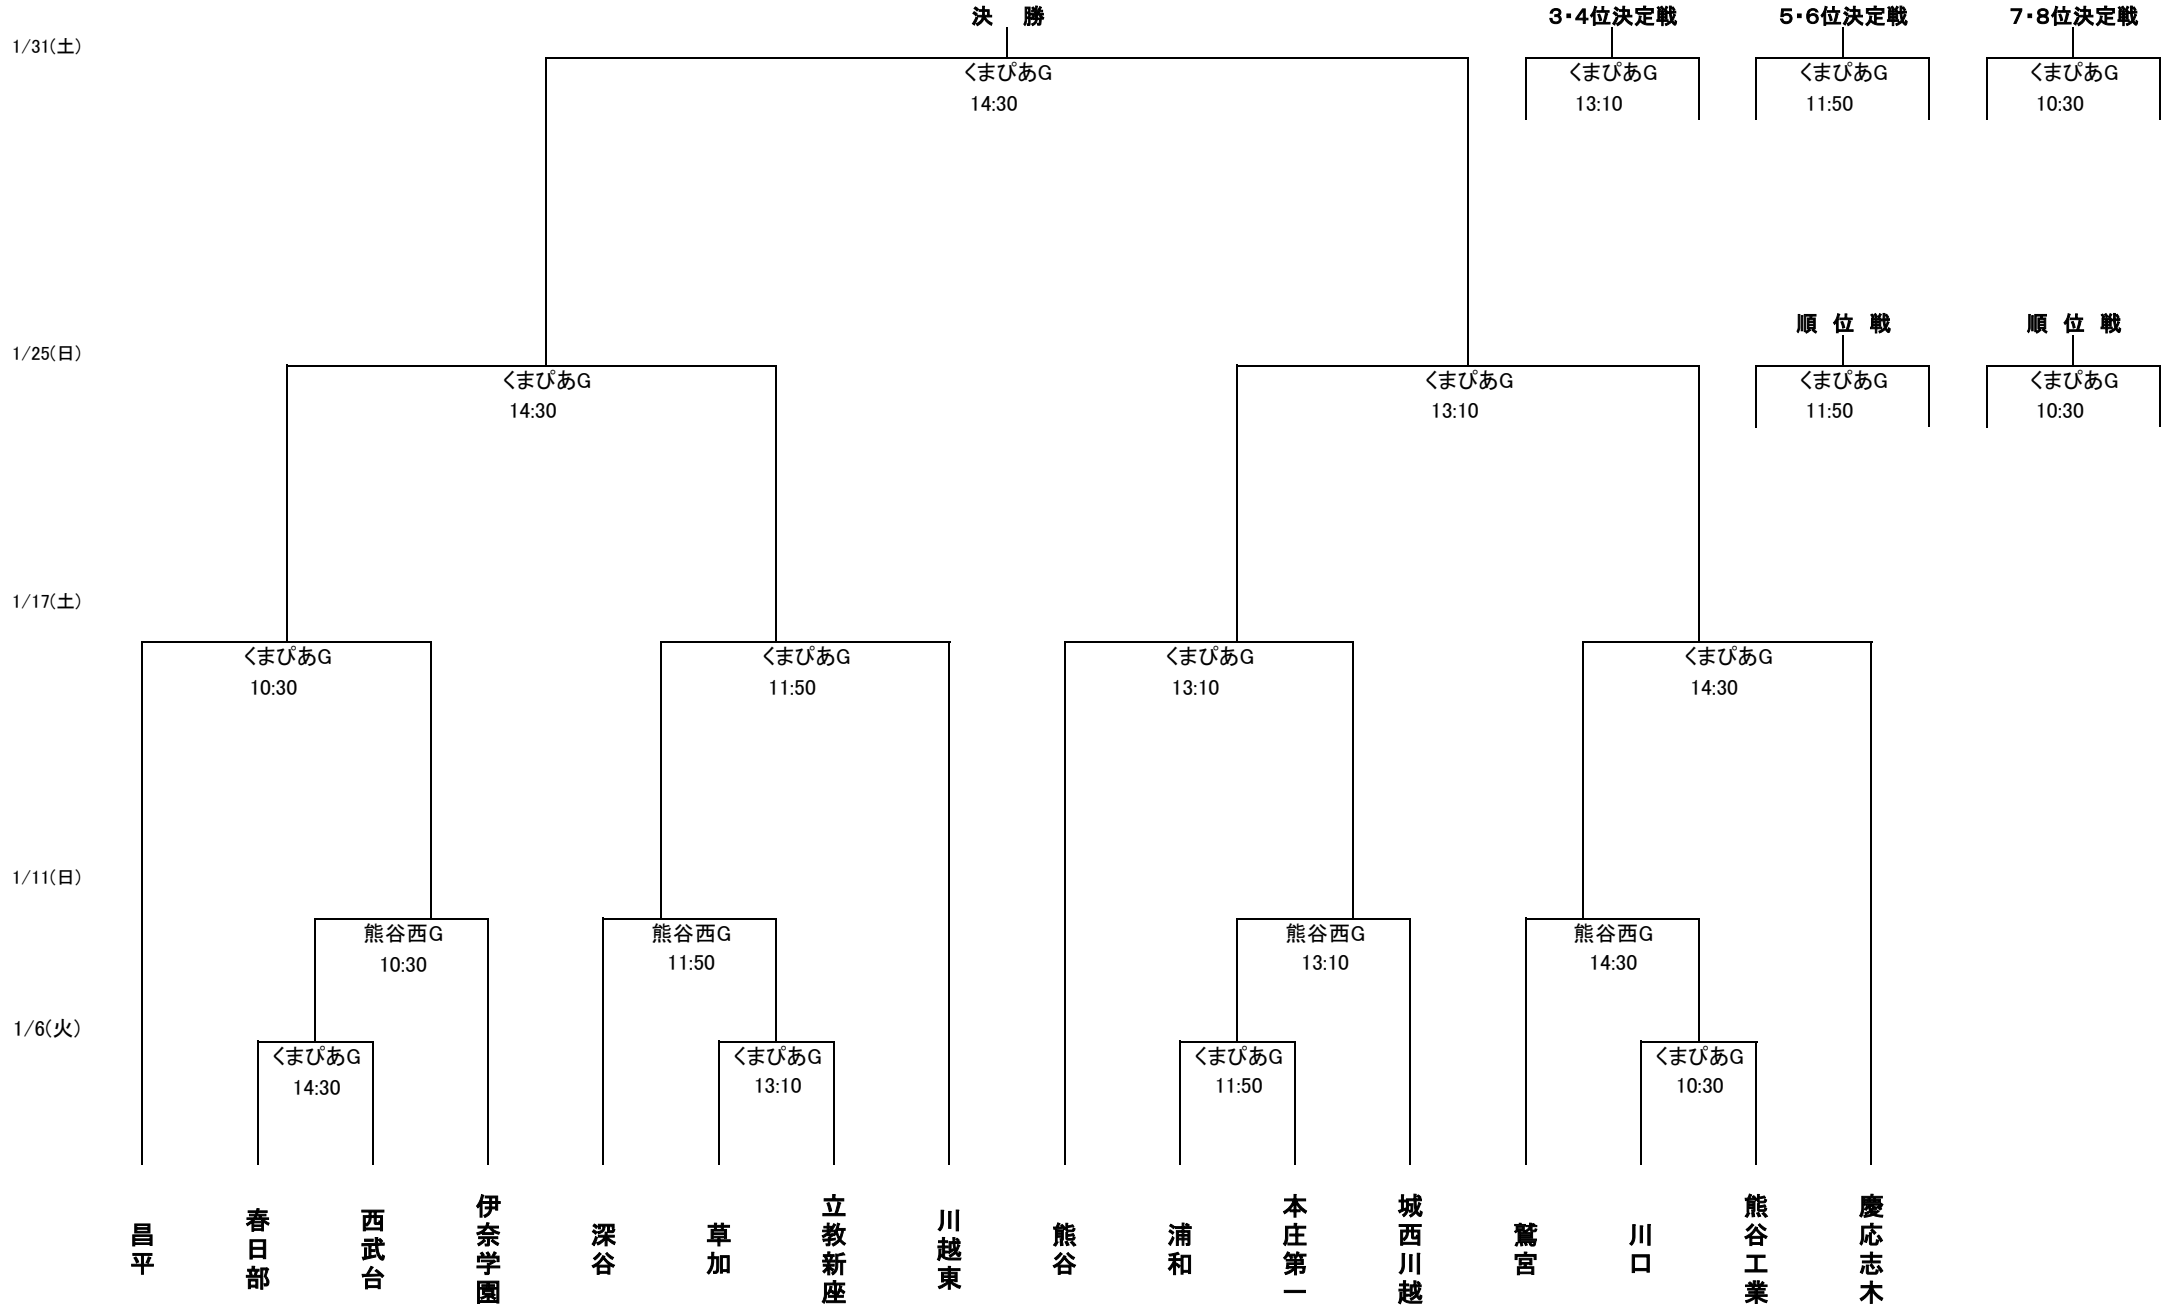 決　勝
3・4位決定戦
5・6位決定戦
7・8位決定戦
1/31(土)
くまぴあG
14:30
くまぴあG
13:10
くまぴあG
11:50
くまぴあG
10:30
順　位　戦
順　位　戦
1/25(日)
くまぴあG
14:30
くまぴあG
13:10
くまぴあG
11:50
くまぴあG
10:30
1/17(土)
くまぴあG
10:30
くまぴあG
11:50
くまぴあG
13:10
くまぴあG
14:30
1/11(日)
熊谷西G
10:30
熊谷西G
11:50
熊谷西G
13:10
熊谷西G
14:30
1/6(火)
くまぴあG
14:30
くまぴあG
13:10
くまぴあG
11:50
くまぴあG
10:30
昌平
春日部
西武台
伊奈学園
深谷
草加
立教新座
川越東
熊谷
浦和
本庄第一
城西川越
鷲宮
川口
熊谷工業
慶応志木